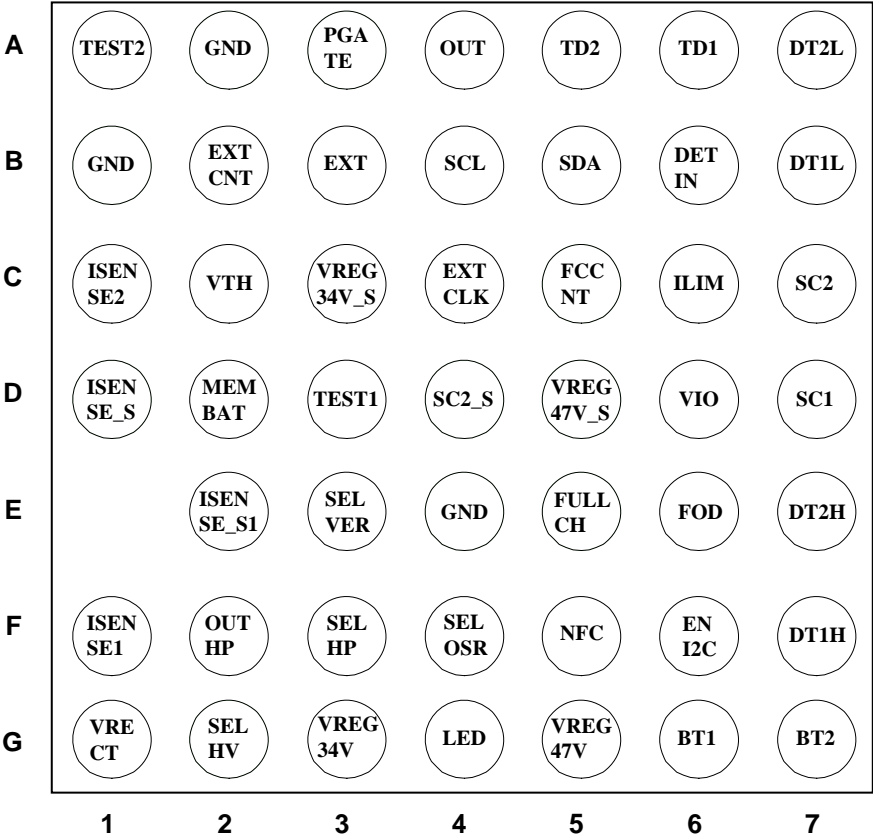 A TEST2 GND PGA TE OUT TD2 TD1 DT2L
B GND EXT CNT EXT SCL SDA DET IN DT1L
C ISEN SE2 VTH VREG 34V_S EXT CLK FCC NT ILIM SC2
D ISEN SE_S MEM BAT TEST1 SC2_S VREG 47V_S VIO SC1
E ISEN SE_S1 SEL VER GND FULL CH FOD DT2H
F ISEN SE1 OUT HP SEL HP SEL OSR NFC EN I2C DT1H
G VRE CT SEL HV VREG 34V LED VREG 47V BT1 BT2
1 2 3 4 5 6 7